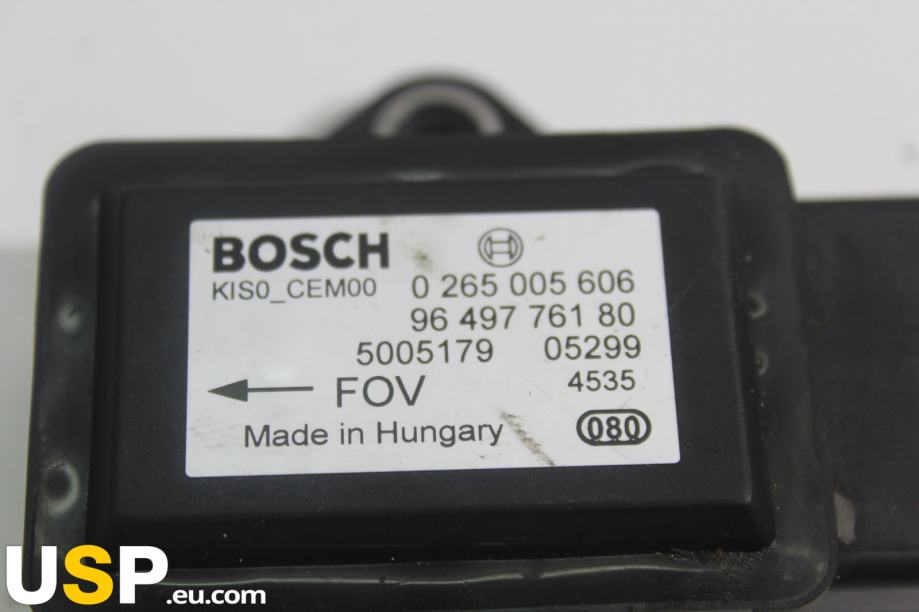 BOSCH
KIS0_CEM00 0 265 005 606
96 497 761 80
5005179 05299
FOV 4535
Made in Hungary 080
USP.eu.com